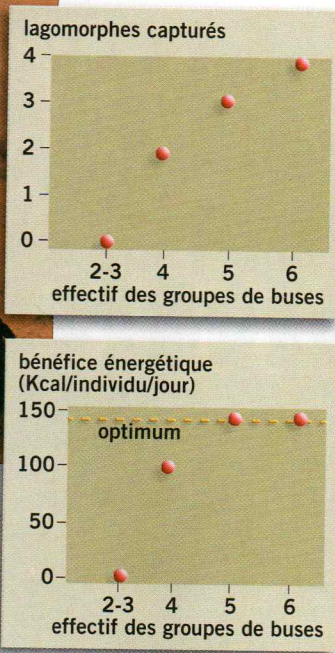 lagomorphes capturés
4
3
2
1
0
2-3 4 5 6
effectif des groupes de buses
bénéfice énergétique
(Kcal/individu/jour)
150
optimum
100
50
0
2-3 4 5 6
effectif des groupes de buses